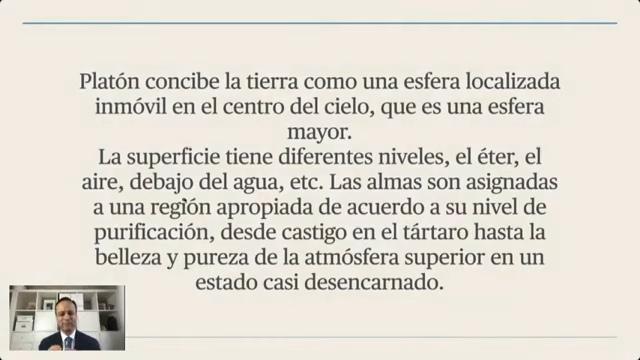 Platón concibe la tierra como una esfera localizada
inmóvil en el centro del cielo, que es una esfera
mayor.
La superficie tiene diferentes niveles, el éter, el
aire, debajo del agua, etc. Las almas son asignadas
a una región apropiada de acuerdo a su nivel de
purificación, desde castigo en el tártaro hasta la
belleza y pureza de la atmósfera superior en un
estado casi desencarnado.